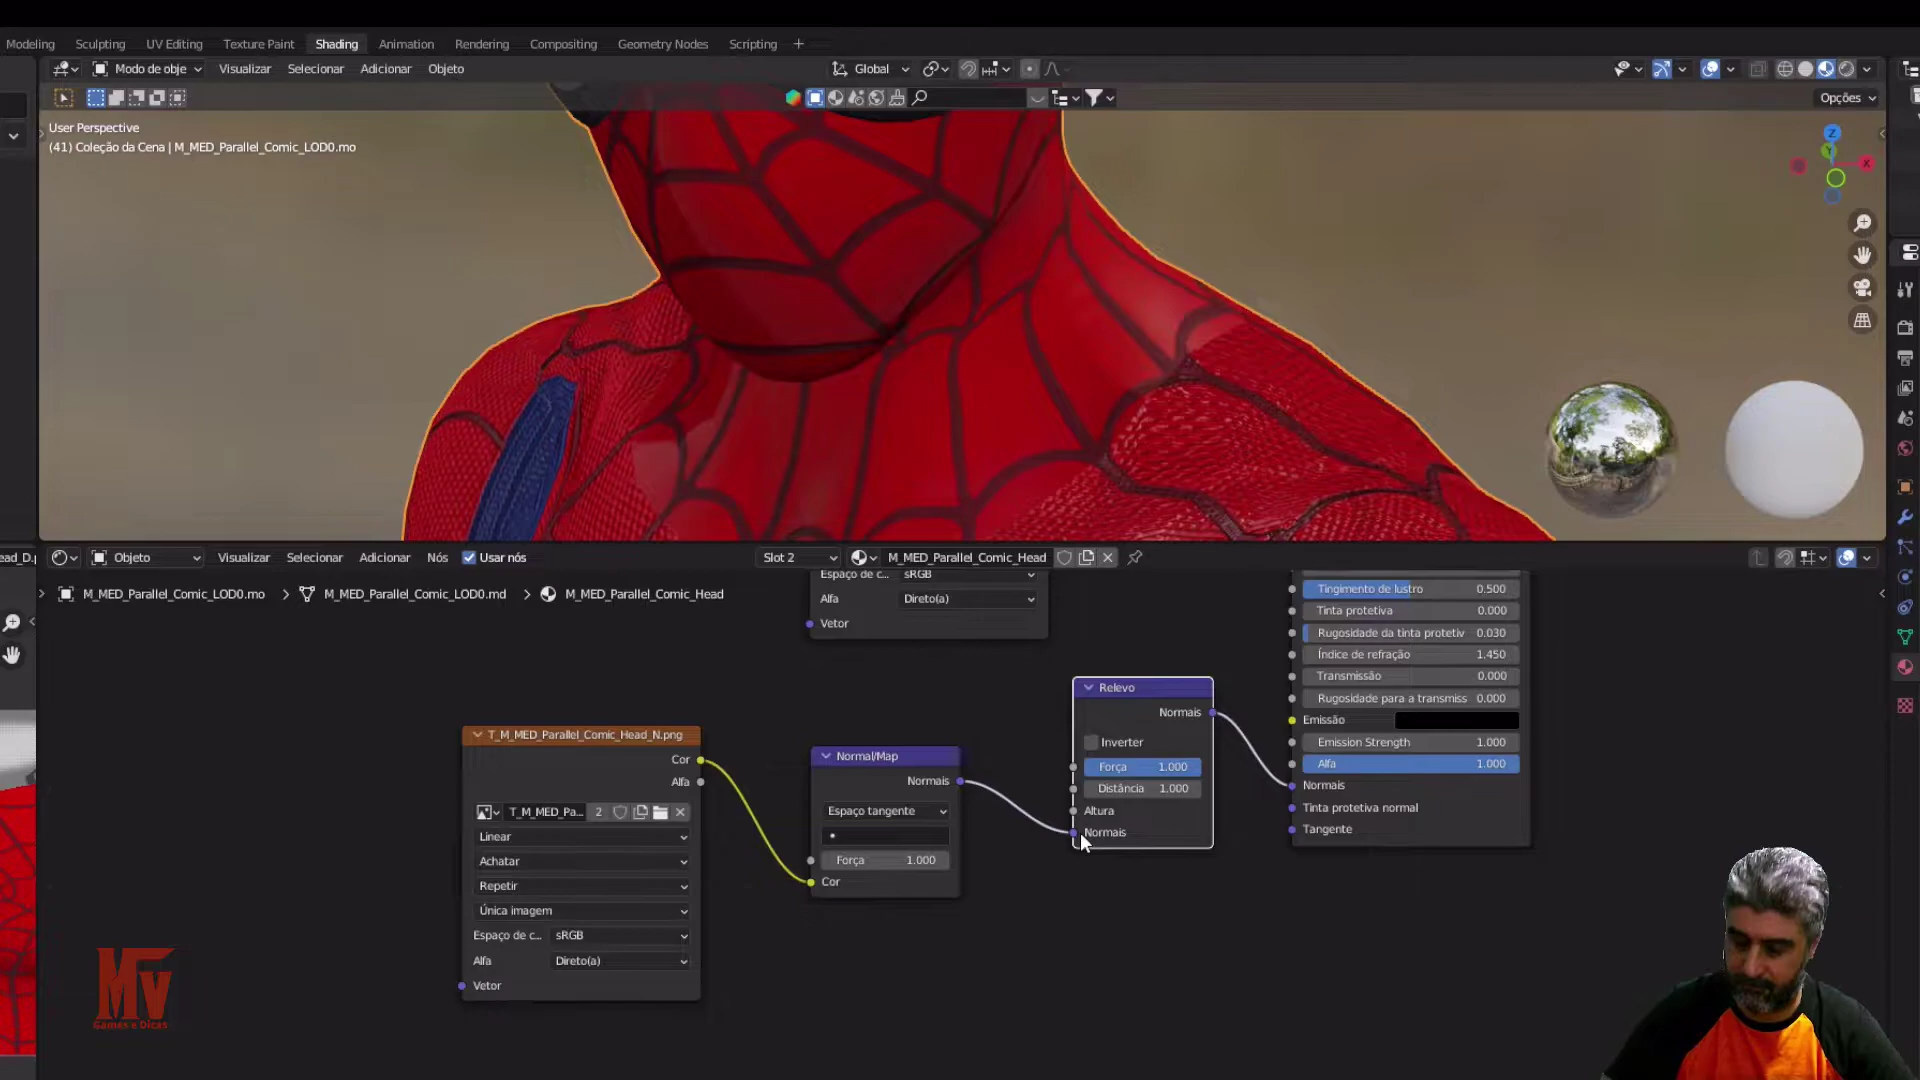 Modeling Sculpting UV Editing Texture Paint Shading Animation Rendering Compositing Geometry Nodes Scripting +
Modo de obje Visualizar Selecionar Adicionar Objeto Global
Opções
User Perspective
(41) Coleção da Cena | M_MED_Parallel_Comic_LOD0.mo
Z
Y
X
ead_D.p Objeto Visualizar Selecionar Adicionar Nós Usar nós Slot 2 M_MED_Parallel_Comic_Head
M_MED_Parallel_Comic_LOD0.mo > M_MED_Parallel_Comic_LOD0.md > M_MED_Parallel_Comic_Head
Espaço de c... sRGB
Alfa Direto(a)
Vetor
Tingimento de lustro 0.500
Tinta protetiva 0.000
Rugosidade da tinta protetiv 0.030
Índice de refração 1.450
Transmissão 0.000
Rugosidade para a transmiss 0.000
Emissão
Emission Strength 1.000
Alfa 1.000
Normais
Tinta protetiva normal
Tangente
Relevo
Normais
Inverter
Força 1.000
Distância 1.000
Altura
Normais
Normal/Map
Normais
Espaço tangente
Força 1.000
Cor
T_M_MED_Parallel_Comic_Head_N.png
Cor
Alfa
T_M_MED_Pa... 2
Linear
Achatar
Repetir
Única imagem
Espaço de c... sRGB
Alfa Direto(a)
Vetor
MV
Games e Dicas